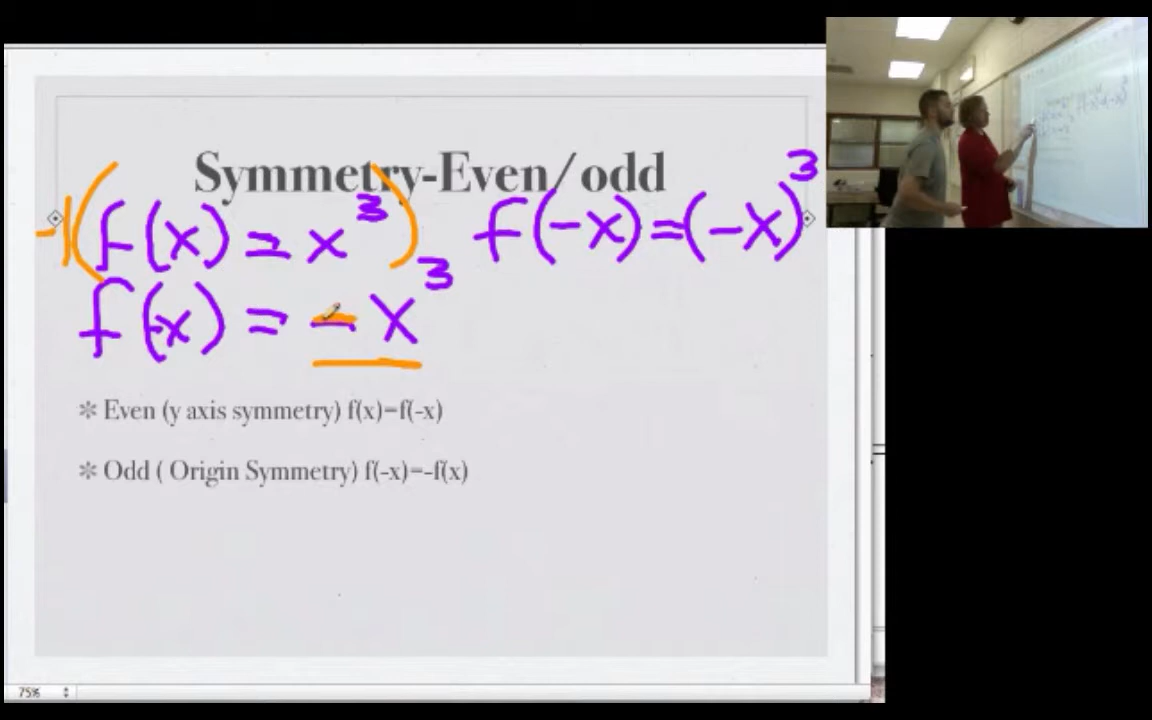 Symmetry-Even/odd
-1(f(x) = x³) f(-x)=(-x)³
f(-x) = -x³
* Even (y axis symmetry) f(x)=f(-x)
* Odd ( Origin Symmetry) f(-x)=-f(x)
75%